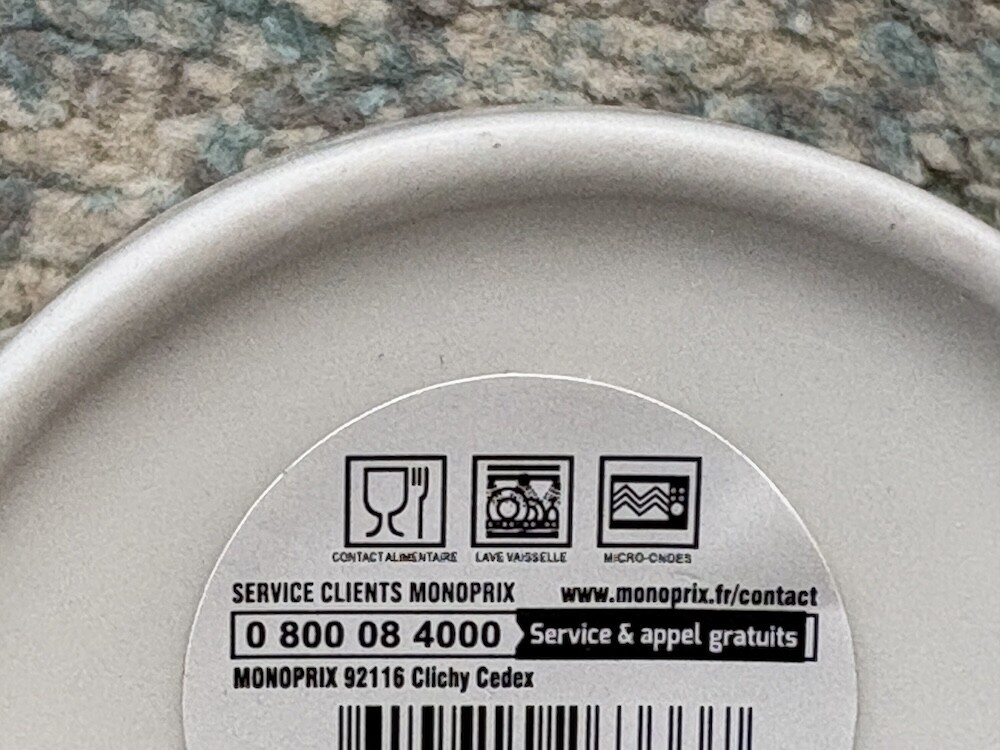 CONTACT ALIMENTAIRE LAVE VAISSELLE MICRO-ONDES
SERVICE CLIENTS MONOPRIX www.monoprix.fr/contact
0 800 08 4000 Service & appel gratuits
MONOPRIX 92116 Clichy Cedex